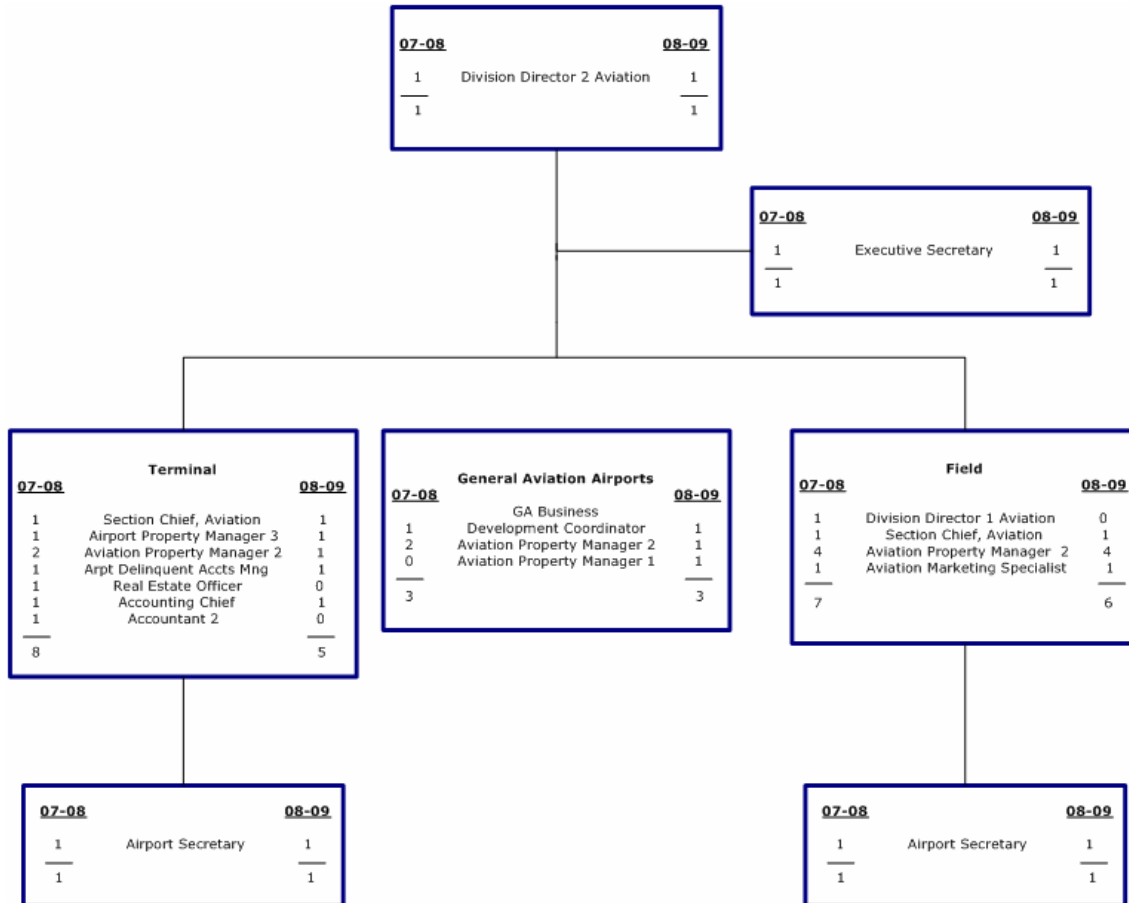 07-08 08-09
1 Division Director 2 Aviation 1
1 1
07-08 08-09
1 Executive Secretary 1
1 1
Terminal
07-08 08-09
1 Section Chief, Aviation 1
1 Airport Property Manager 3 1
2 Aviation Property Manager 2 1
1 Arpt Delinquent Accts Mng 1
1 Real Estate Officer 0
1 Accounting Chief 1
1 Accountant 2 0
8 5
General Aviation Airports
07-08 08-09
GA Business
1 Development Coordinator 1
2 Aviation Property Manager 2 1
0 Aviation Property Manager 1 1
3 3
Field
07-08 08-09
1 Division Director 1 Aviation 0
1 Section Chief, Aviation 1
4 Aviation Property Manager 2 4
1 Aviation Marketing Specialist 1
7 6
07-08 08-09
1 Airport Secretary 1
1 1
07-08 08-09
1 Airport Secretary 1
1 1